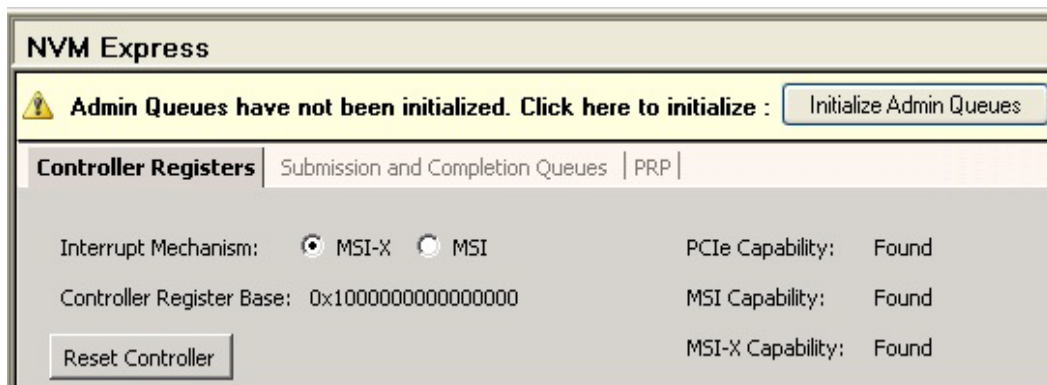 NVM Express
Admin Queues have not been initialized. Click here to initialize : Initialize Admin Queues
Controller Registers Submission and Completion Queues PRP
Interrupt Mechanism: MSI-X MSI PCIe Capability: Found
Controller Register Base: 0x1000000000000000 MSI Capability: Found
Reset Controller MSI-X Capability: Found